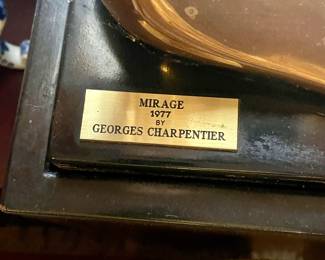 MIRAGE
1977
BY
GEORGES CHARPENTIER